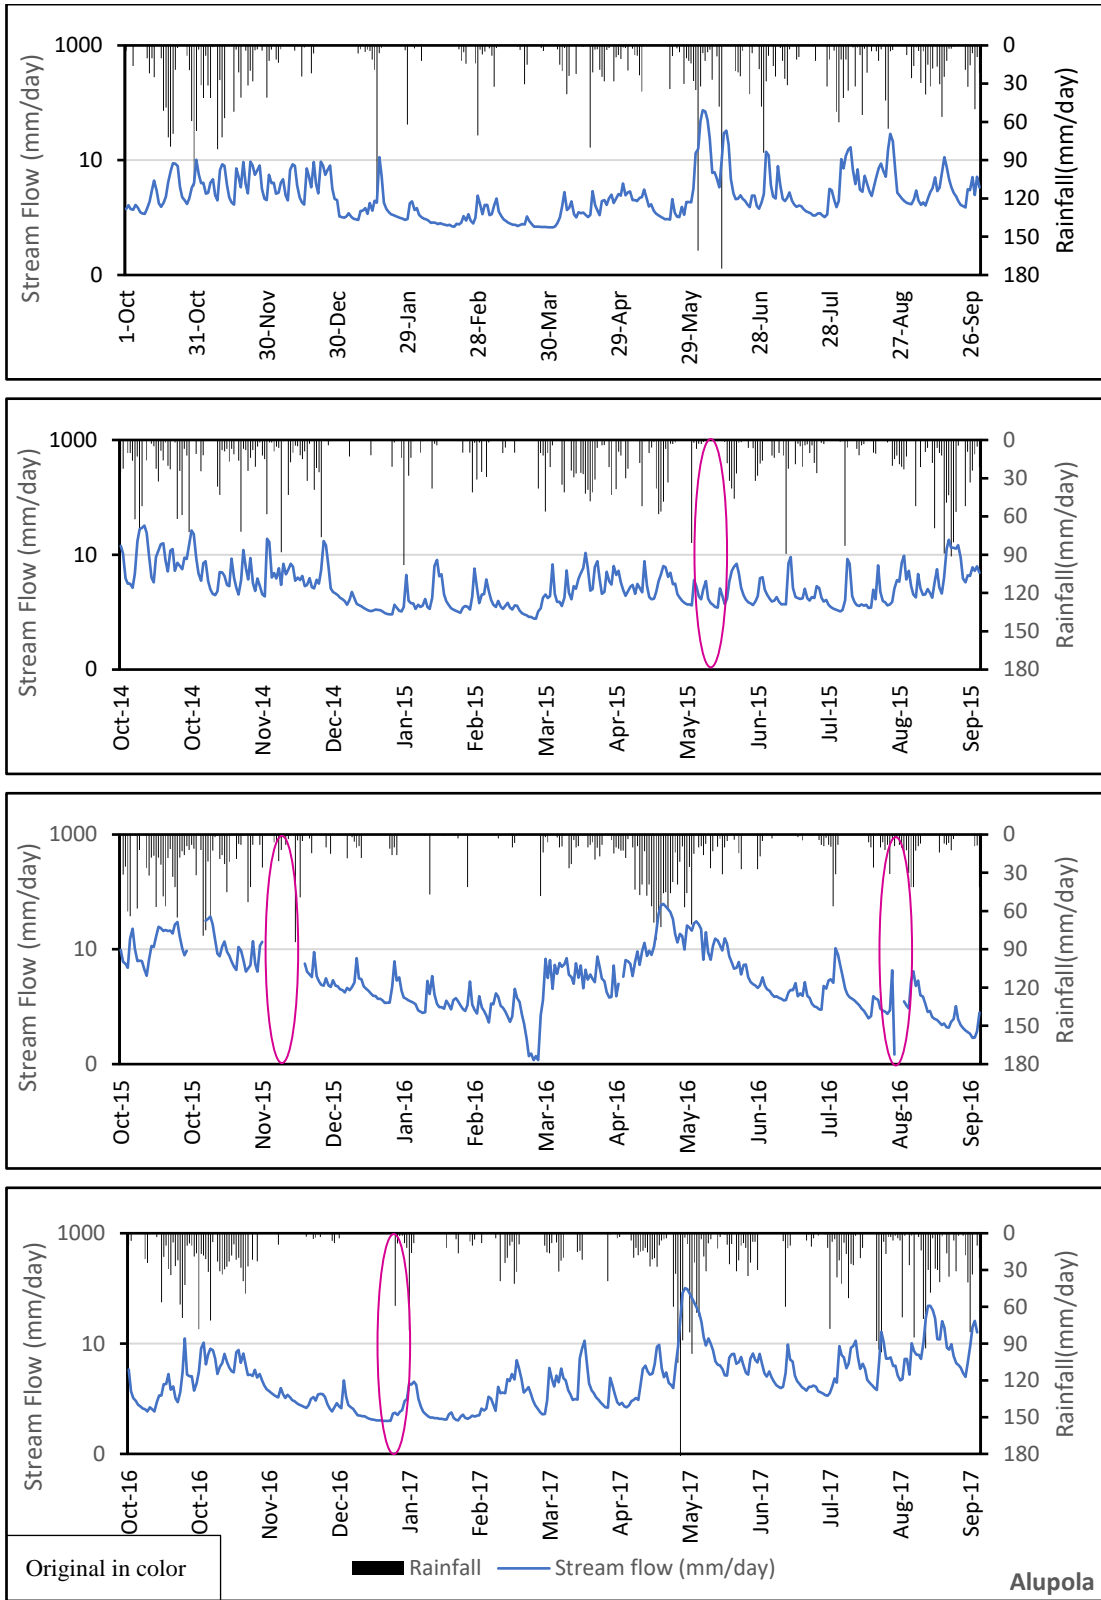 1000
10
0
Stream Flow (mm/day)
0
30
60
90
120
150
180
Rainfall(mm/day)
1-Oct
31-Oct
30-Nov
30-Dec
29-Jan
28-Feb
30-Mar
29-Apr
29-May
28-Jun
28-Jul
27-Aug
26-Sep
1000
10
0
Stream Flow (mm/day)
0
30
60
90
120
150
180
Rainfall(mm/day)
Oct-14
Oct-14
Nov-14
Dec-14
Jan-15
Feb-15
Mar-15
Apr-15
May-15
Jun-15
Jul-15
Aug-15
Sep-15
1000
10
0
Stream Flow (mm/day)
0
30
60
90
120
150
180
Rainfall(mm/day)
Oct-15
Oct-15
Nov-15
Dec-15
Jan-16
Feb-16
Mar-16
Apr-16
May-16
Jun-16
Jul-16
Aug-16
Sep-16
1000
10
0
Stream Flow (mm/day)
0
30
60
90
120
150
180
Rainfall(mm/day)
Oct-16
Oct-16
Nov-16
Dec-16
Jan-17
Feb-17
Mar-17
Apr-17
May-17
Jun-17
Jul-17
Aug-17
Sep-17
Original in color
Rainfall
Stream flow (mm/day)
Alupola